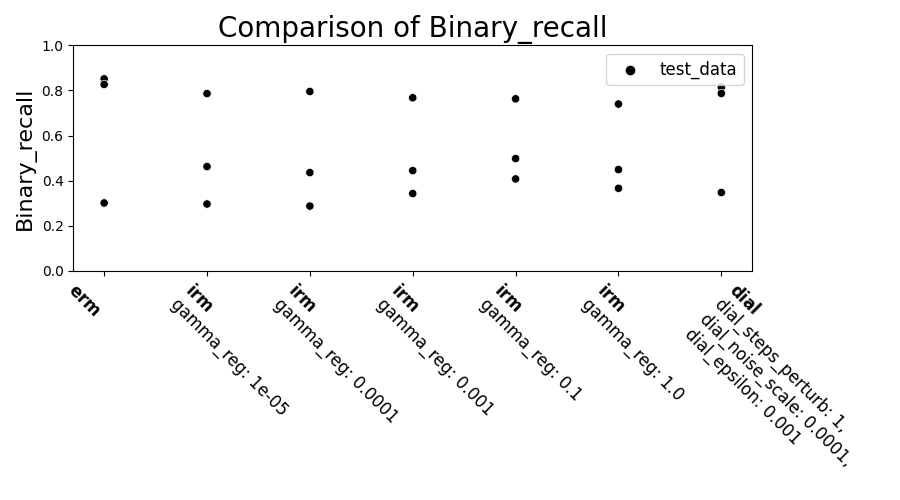 Comparison of Binary_recall
Binary_recall
1.0
0.8
0.6
0.4
0.2
0.0
test_data
erm
irm
gamma_reg: 1e-05
irm
gamma_reg: 0.0001
irm
gamma_reg: 0.001
irm
gamma_reg: 0.1
irm
gamma_reg: 1.0
dial
dial_steps_perturb: 1,
dial_noise_scale: 0.0001,
dial_epsilon: 0.001